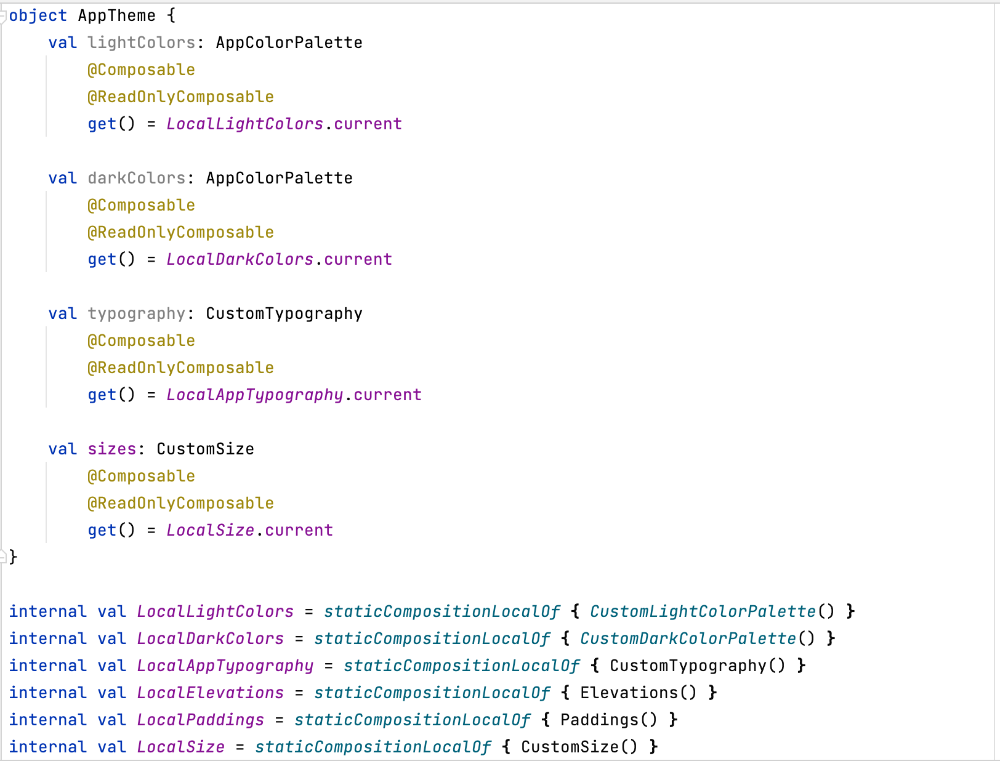 object AppTheme {
    val lightColors: AppColorPalette
        @Composable
        @ReadOnlyComposable
        get() = LocalLightColors.current

    val darkColors: AppColorPalette
        @Composable
        @ReadOnlyComposable
        get() = LocalDarkColors.current

    val typography: CustomTypography
        @Composable
        @ReadOnlyComposable
        get() = LocalAppTypography.current

    val sizes: CustomSize
        @Composable
        @ReadOnlyComposable
        get() = LocalSize.current
}

internal val LocalLightColors = staticCompositionLocalOf { CustomLightColorPalette() }
internal val LocalDarkColors = staticCompositionLocalOf { CustomDarkColorPalette() }
internal val LocalAppTypography = staticCompositionLocalOf { CustomTypography() }
internal val LocalElevations = staticCompositionLocalOf { Elevations() }
internal val LocalPaddings = staticCompositionLocalOf { Paddings() }
internal val LocalSize = staticCompositionLocalOf { CustomSize() }